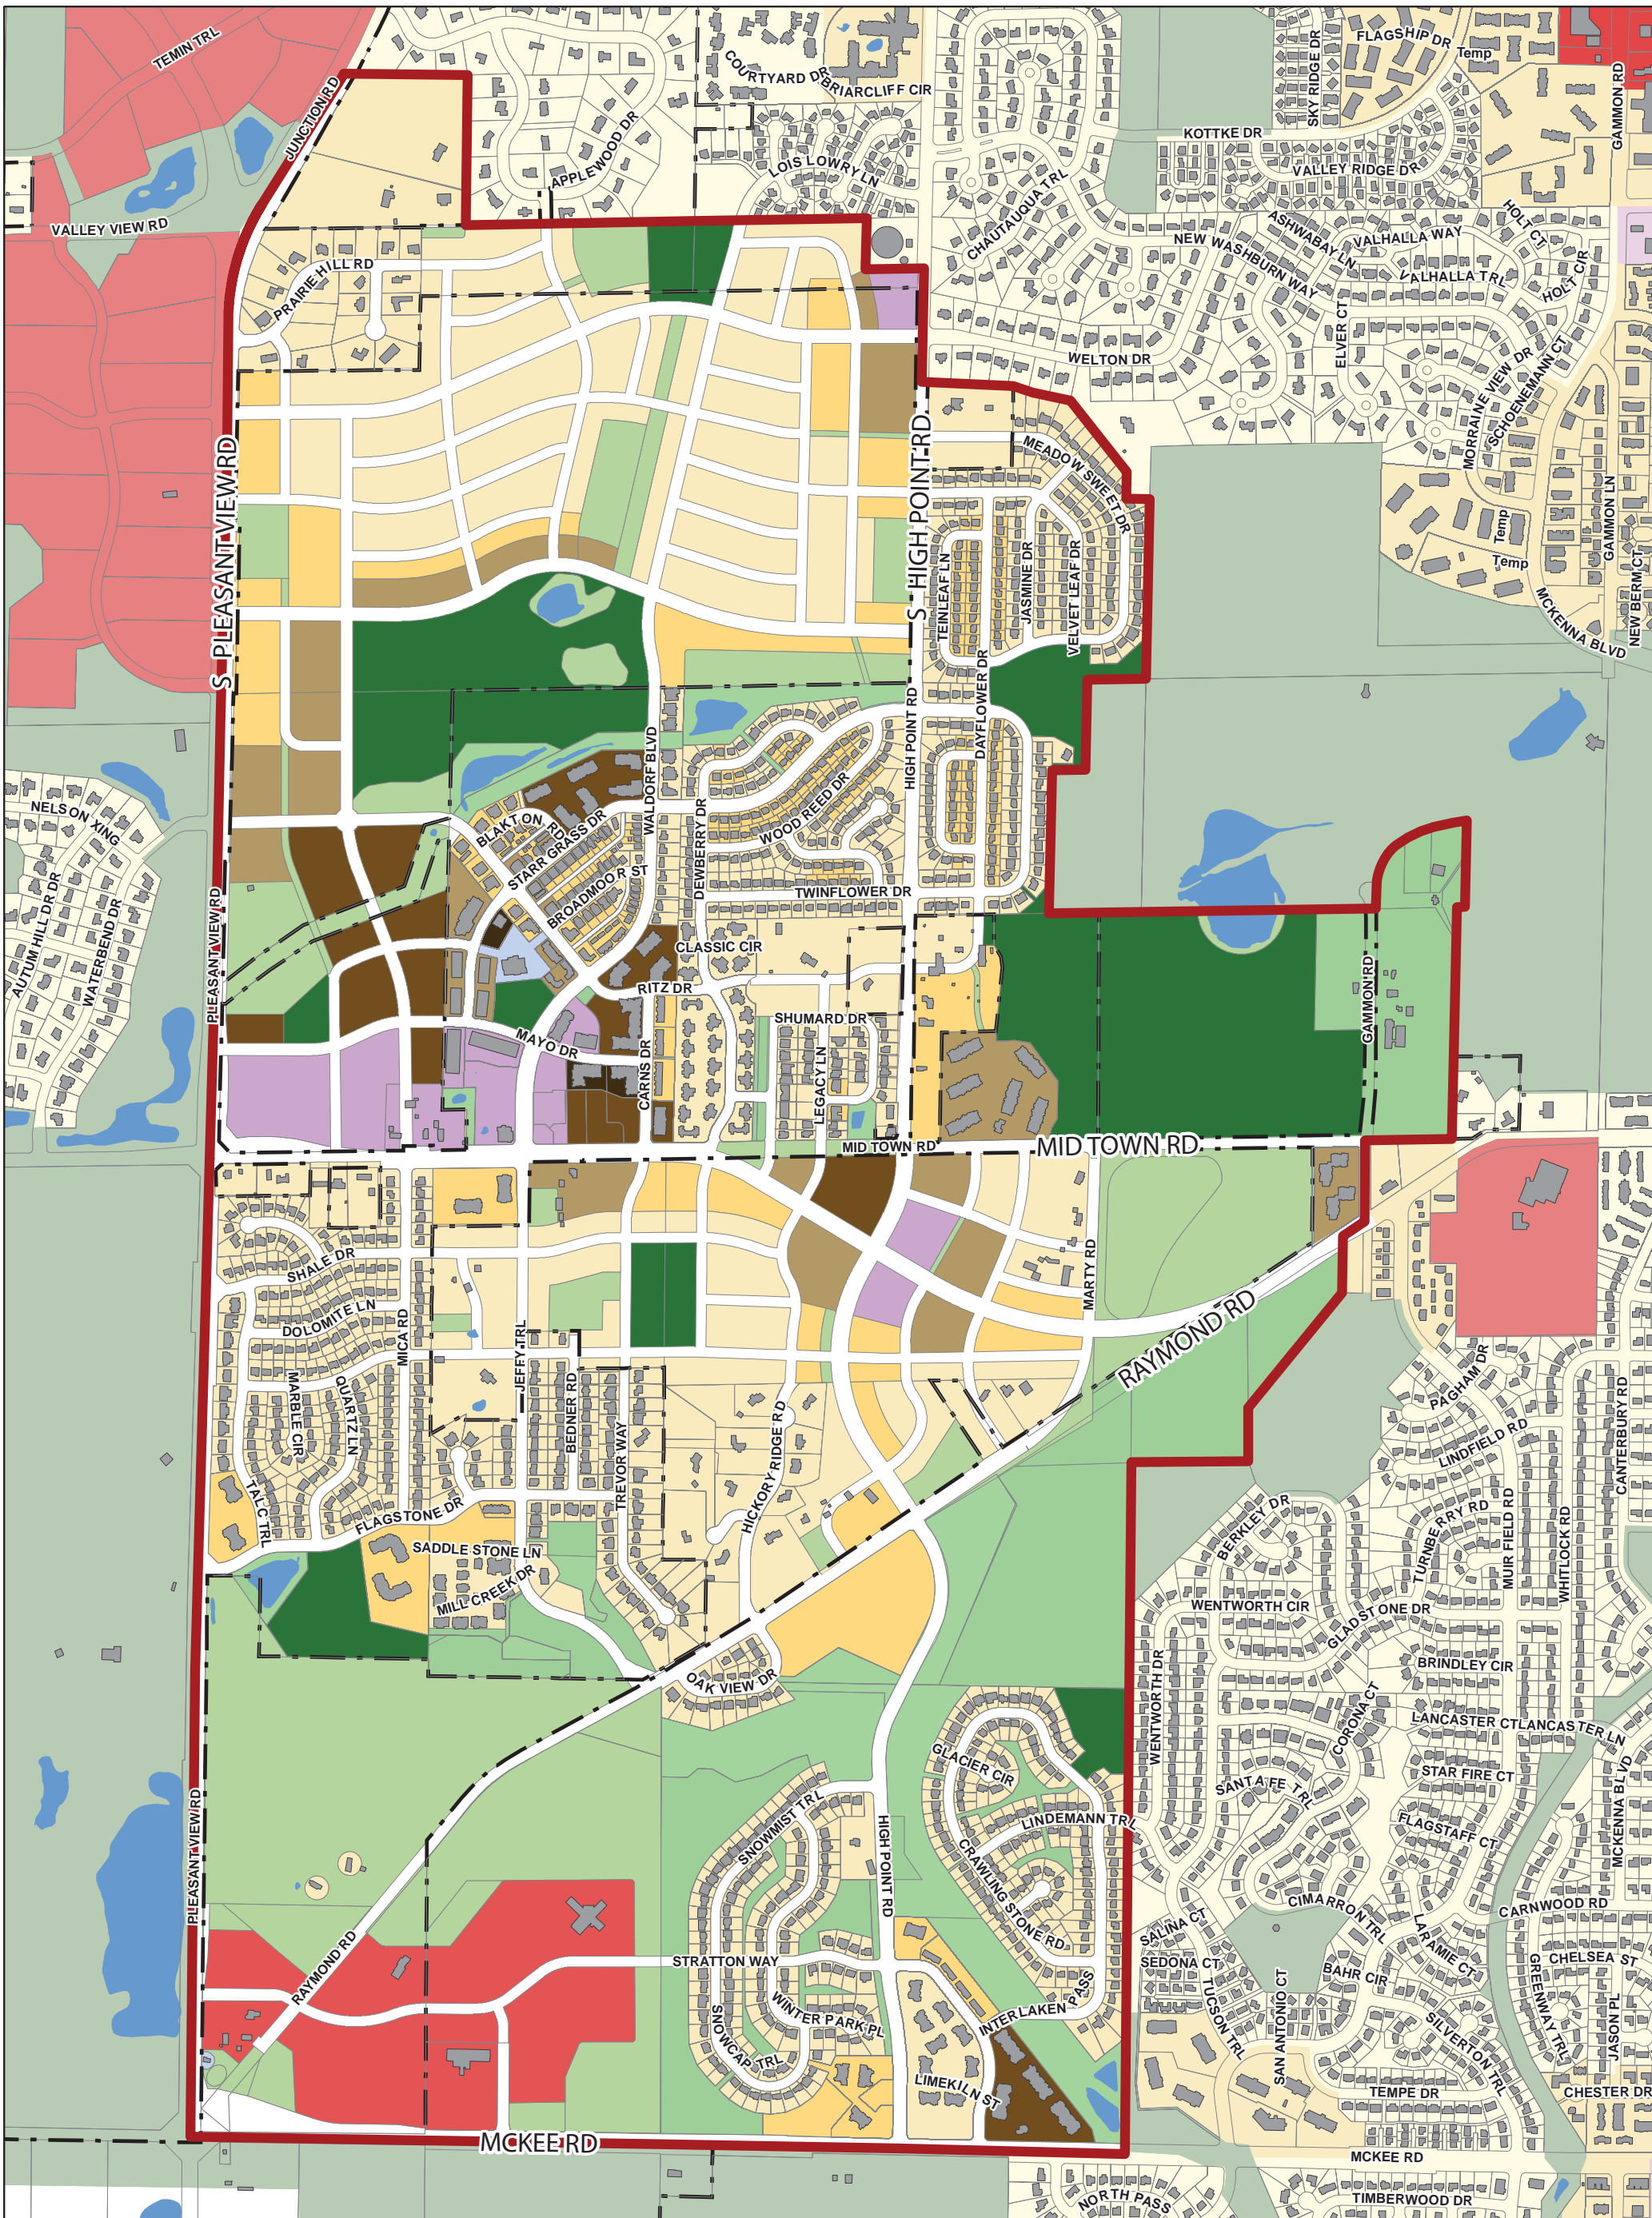 TEMIN TRL
COURTYARD DR
BRIARCLIFF CIR
SKY RIDGE DR
FLAGSHIP DR
Temp
GAMMON RD
JUNCTION RD
APPLEWOOD DR
LOIS LOWRY LN
KOTTKE DR
VALLEY RIDGE DR
VALLEY VIEW RD
CHAUTAUQUA TRL
NEW WASHBURN WAY
ASHWABAY LN
VALHALLA WAY
HOLT CT
VALHALLA TRL
HOLT CIR
PRAIRIE HILL RD
WELTON DR
ELVER CT
MORRAINE VIEW DR
SCHOENEMANN CT
S PLEASANT VIEW RD
S HIGH POINT RD
MEADOW SWEET DR
TEINLEAF LN
JASMINE DR
VELVET LEAF DR
Temp
Temp
GAMMON LN
NEW BERM CT
MCKENNA BLVD
DAYFLOWER DR
HIGH POINT RD
WALDORF BLVD
NELSON XING
BLAKTON RD
STARR GRASS DR
BROADMOOR ST
DEWBERRY DR
WOOD REED DR
TWINFLOWER DR
AUTUM HILL DR
WATERBEND DR
PLEASANT VIEW RD
CLASSIC CIR
RITZ DR
SHUMARD DR
GAMMON RD
MAYO DR
CARNS DR
LEGACY LN
MID TOWN RD
MID TOWN RD
SHALE DR
DOLOMITE LN
MICA RD
MARTY RD
RAYMOND RD
MARBLE CIR
QUARTZ LN
JEFFY TRL
BEDNER RD
TREVOR WAY
HICKORY RIDGE RD
PAGHAM DR
LINDFIELD RD
CANTERBURY RD
TALC TRL
FLAGSTONE DR
BERKLEY DR
TURNBERRY RD
MUIR FIELD RD
WHITLOCK RD
SADDLE STONE LN
MILL CREEK DR
WENTWORTH CIR
GLADSTONE DR
OAK VIEW DR
WENTWORTH DR
BRINDLEY CIR
CORONA CT
LANCASTER CT
LANCASTER LN
GLACIER CIR
SANTA FE TRL
STAR FIRE CT
MCKENNA BLVD
PLEASANT VIEW RD
SNOWMIST TRL
HIGH POINT RD
LINDEMANN TRL
FLAGSTAFF CT
CRAWLING STONE RD
CIMARRON TRL
CARNWOOD RD
RAYMOND RD
SALINA CT
LARAMIE CT
STRATTON WAY
SEDONA CT
BAHR CIR
CHELSEA ST
TUCSON TRL
SAN ANTONIO CT
GREENWAY TRL
JASON PL
WINTER PARK PL
INTERLAKEN PASS
SILVERTON TRL
SNOWCAP TRL
LIMEKILN ST
TEMPE DR
CHESTER DR
MCKEE RD
MCKEE RD
NORTH PASS
TIMBERWOOD DR